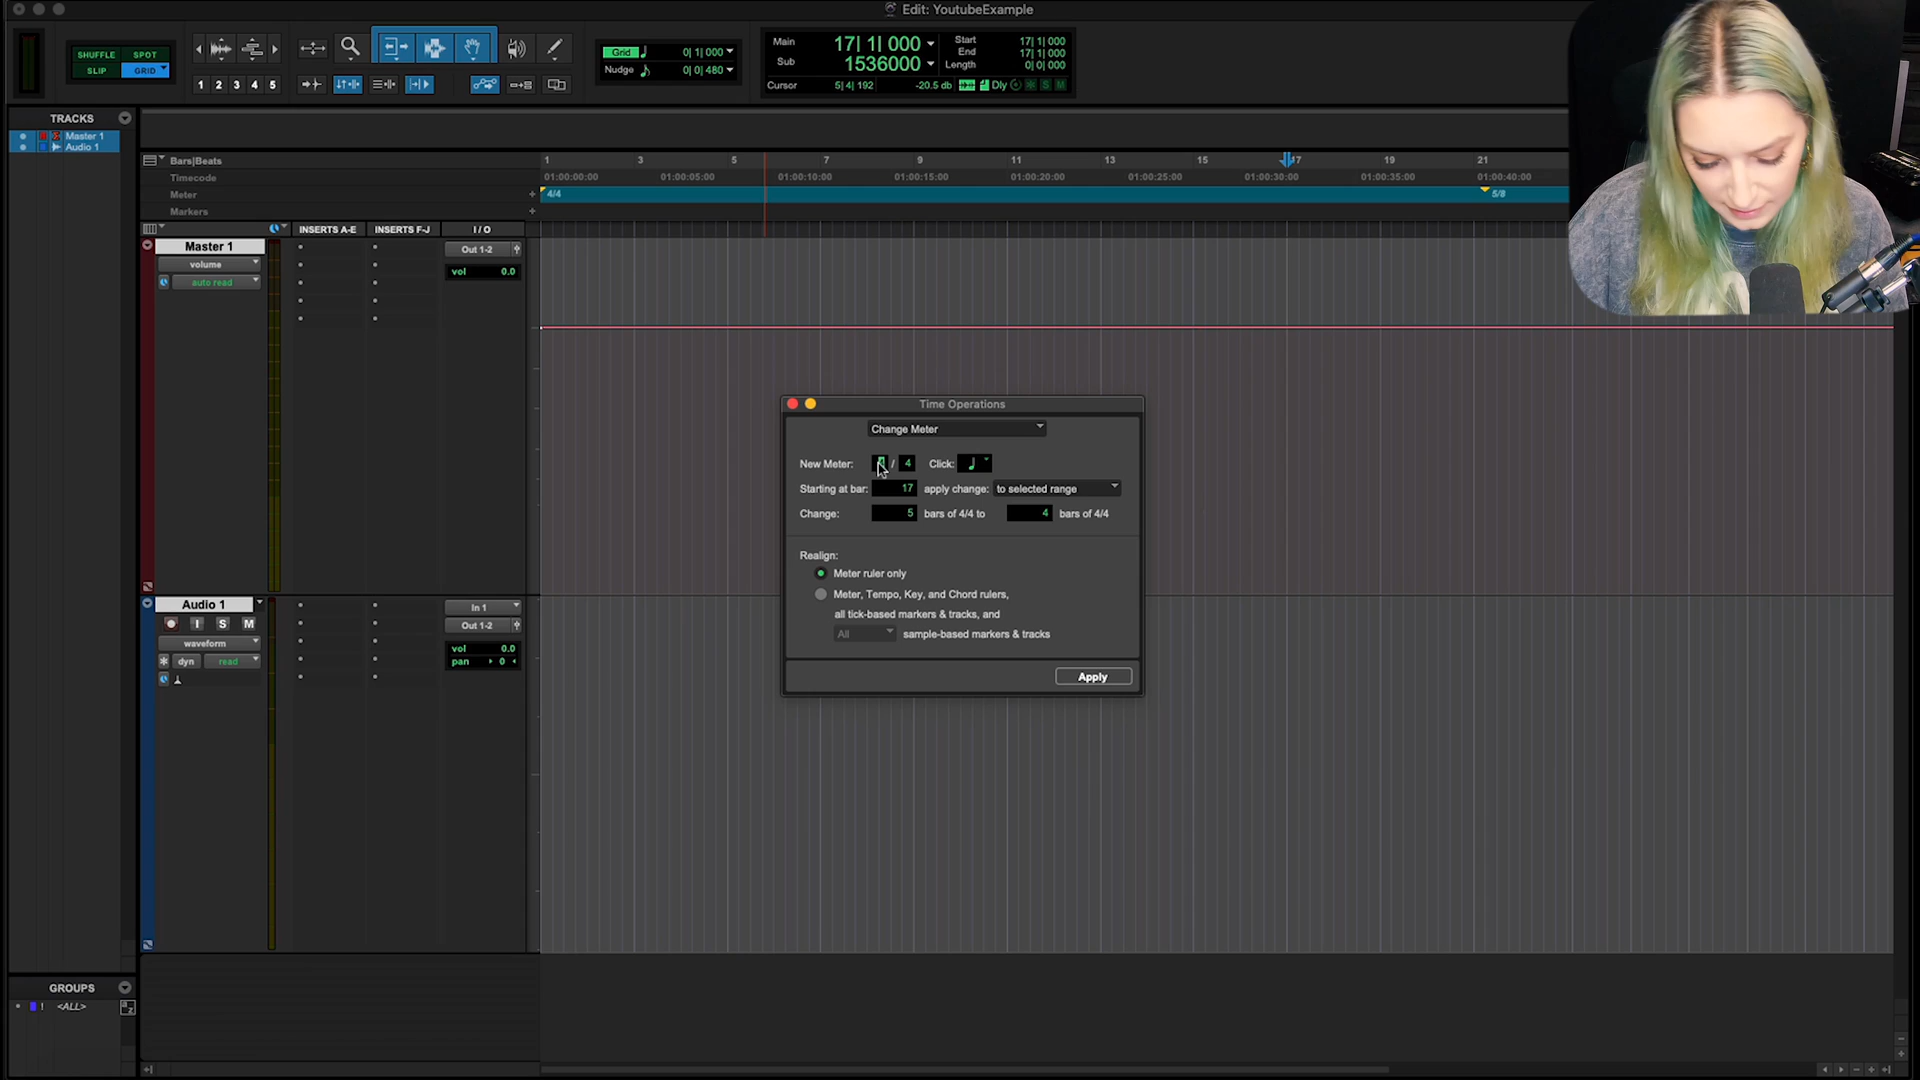 Edit: YoutubeExample
SHUFFLE SPOT
SLIP GRID
1 2 3 4 5
Grid 0| 1| 000
Nudge 0| 0| 480
Main 17| 1| 000
Sub 1536000
Start 17| 1| 000
End 17| 1| 000
Length 0| 0| 000
Cursor 5| 4| 192 -20.5 db Dly S M
TRACKS
Master 1
Audio 1
Bars|Beats 1 3 5 7 9 11 13 15 17 19 21
Timecode 01:00:00:00 01:00:05:00 01:00:10:00 01:00:15:00 01:00:20:00 01:00:25:00 01:00:30:00 01:00:35:00 01:00:40:00
Meter + 4/4 5/8
Markers +
INSERTS A-E INSERTS F-J I / O
Master 1
volume
auto read
Out 1-2
vol 0.0
Time Operations
Change Meter
New Meter: / 4 Click:
Starting at bar: 17 apply change: to selected range
Change: 5 bars of 4/4 to 4 bars of 4/4
Realign:
Meter ruler only
Meter, Tempo, Key, and Chord rulers,
all tick-based markers & tracks, and
All sample-based markers & tracks
Apply
Audio 1
I S M
waveform
dyn read
In 1
Out 1-2
vol 0.0
pan 0
GROUPS
! <ALL>